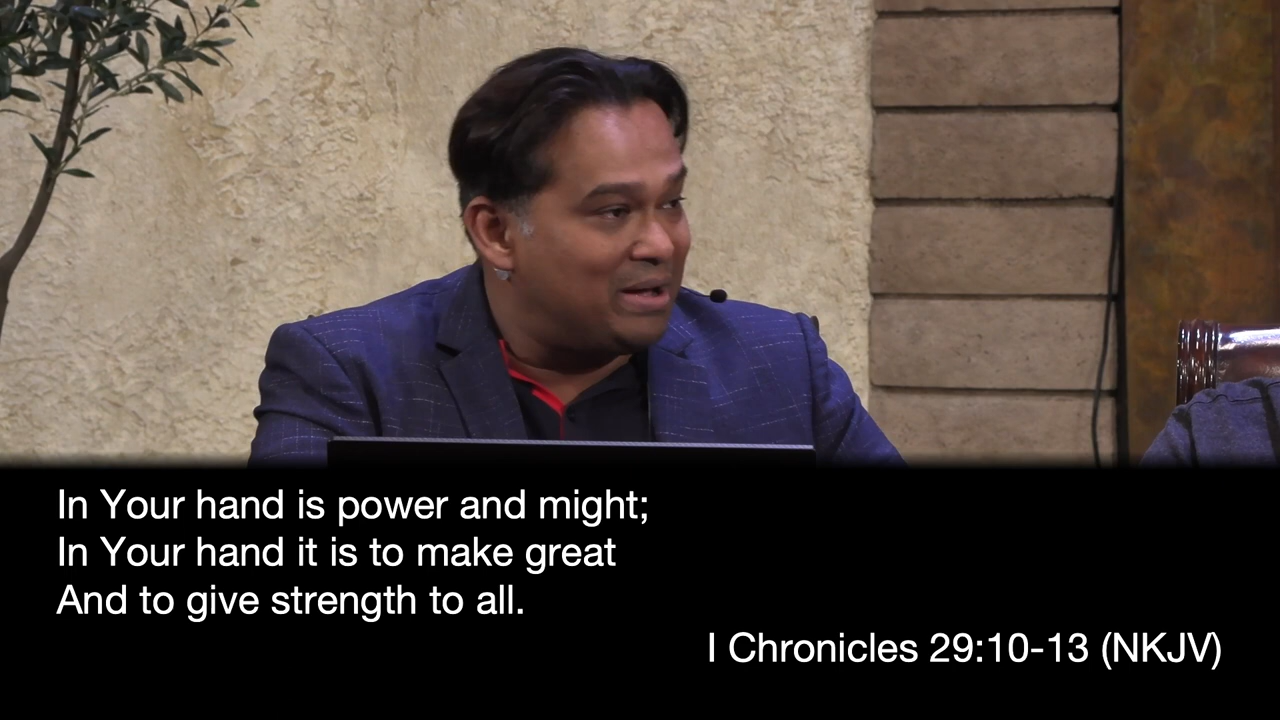 In Your hand is power and might;
In Your hand it is to make great
And to give strength to all.
I Chronicles 29:10-13 (NKJV)